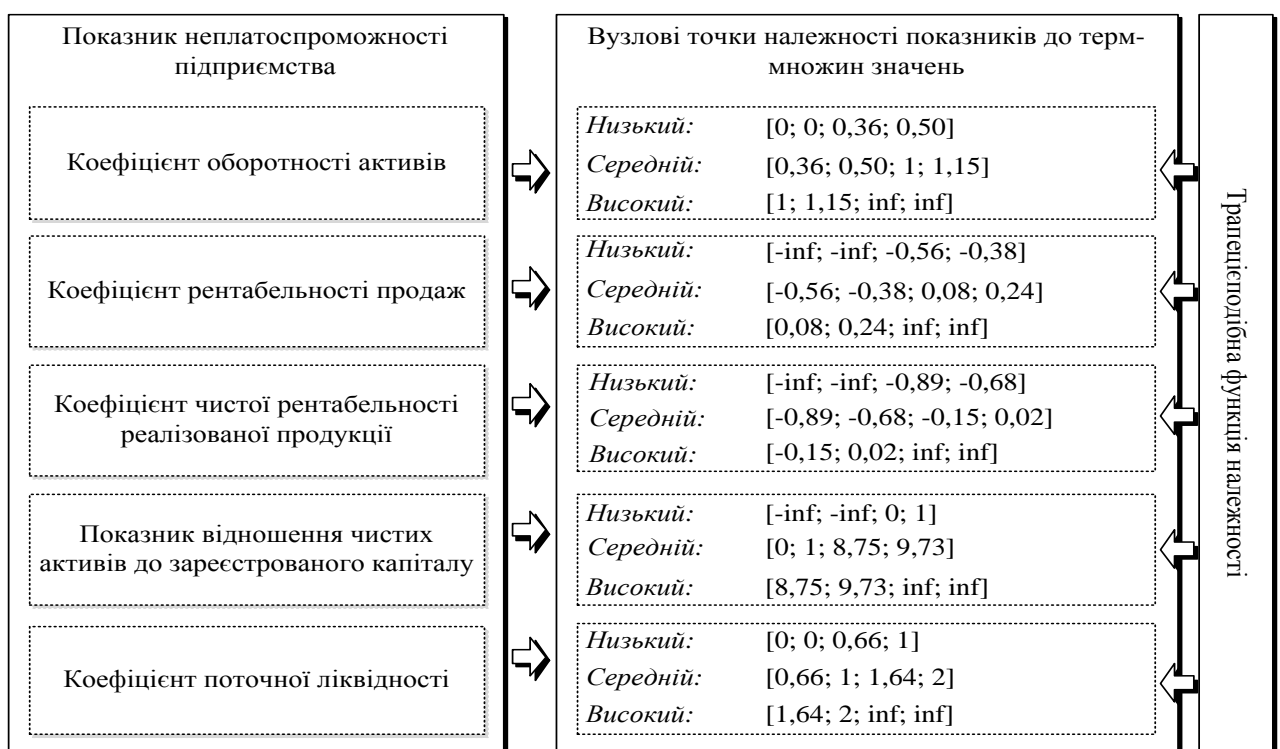 Показник неплатоспроможності
підприємства
Вузлові точки належності показників до терм-
множин значень
Коефіцієнт оборотності активів
Низький: [0; 0; 0,36; 0,50]
Середній: [0,36; 0,50; 1; 1,15]
Високий: [1; 1,15; inf; inf]
Коефіцієнт рентабельності продаж
Низький: [-inf; -inf; -0,56; -0,38]
Середній: [-0,56; -0,38; 0,08; 0,24]
Високий: [0,08; 0,24; inf; inf]
Коефіцієнт чистої рентабельності
реалізованої продукції
Низький: [-inf; -inf; -0,89; -0,68]
Середній: [-0,89; -0,68; -0,15; 0,02]
Високий: [-0,15; 0,02; inf; inf]
Показник відношення чистих
активів до зареєстрованого капіталу
Низький: [-inf; -inf; 0; 1]
Середній: [0; 1; 8,75; 9,73]
Високий: [8,75; 9,73; inf; inf]
Коефіцієнт поточної ліквідності
Низький: [0; 0; 0,66; 1]
Середній: [0,66; 1; 1,64; 2]
Високий: [1,64; 2; inf; inf]
Трапецієподібна функція належності